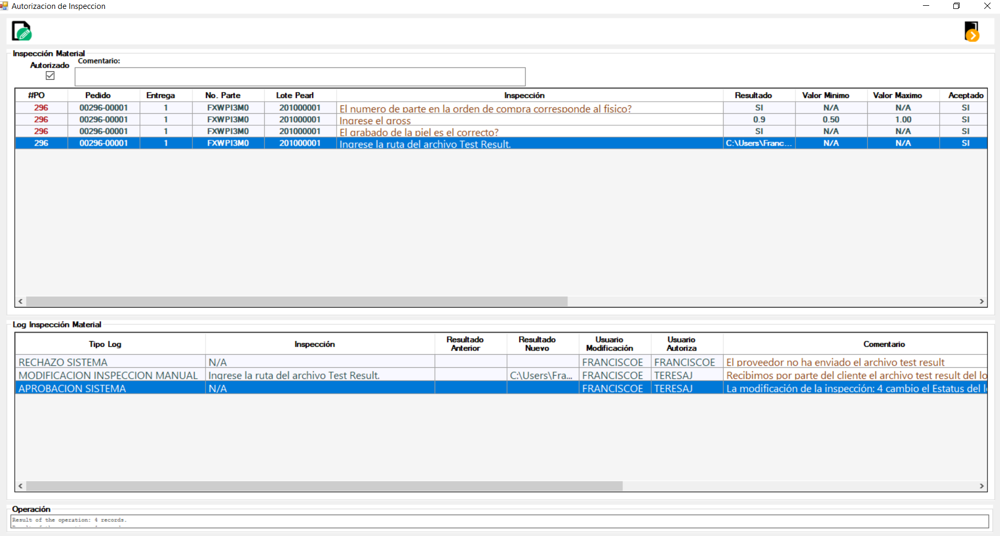 Autorizacion de Inspeccion
Inspección Material
Autorizado
Comentario:
#PO Pedido Entrega No. Parte Lote Pearl Inspección Resultado Valor Minimo Valor Maximo Aceptado
296 00296-00001 1 FXWPI3M0 201000001 El numero de parte en la orden de compra corresponde al fisico? SI N/A N/A SI
296 00296-00001 1 FXWPI3M0 201000001 Ingrese el gross 0.9 0.50 1.00 SI
296 00296-00001 1 FXWPI3M0 201000001 El grabado de la piel es el correcto? SI N/A N/A SI
296 00296-00001 1 FXWPI3M0 201000001 Ingrese la ruta del archivo Test Result. C:\Users\Franc... N/A N/A SI
Log Inspección Material
Tipo Log Inspección Resultado Anterior Resultado Nuevo Usuario Modificación Usuario Autoriza Comentario
RECHAZO SISTEMA N/A FRANCISCOE FRANCISCOE El proveedor no ha enviado el archivo test result
MODIFICACION INSPECCION MANUAL Ingrese la ruta del archivo Test Result. C:\Users\Fra... FRANCISCOE TERESAJ Recibimos por parte del cliente el archivo test result del lo
APROBACION SISTEMA N/A FRANCISCOE TERESAJ La modificación de la inspección: 4 cambio el Estatus del l
Operación
Result of the operation: 4 records.